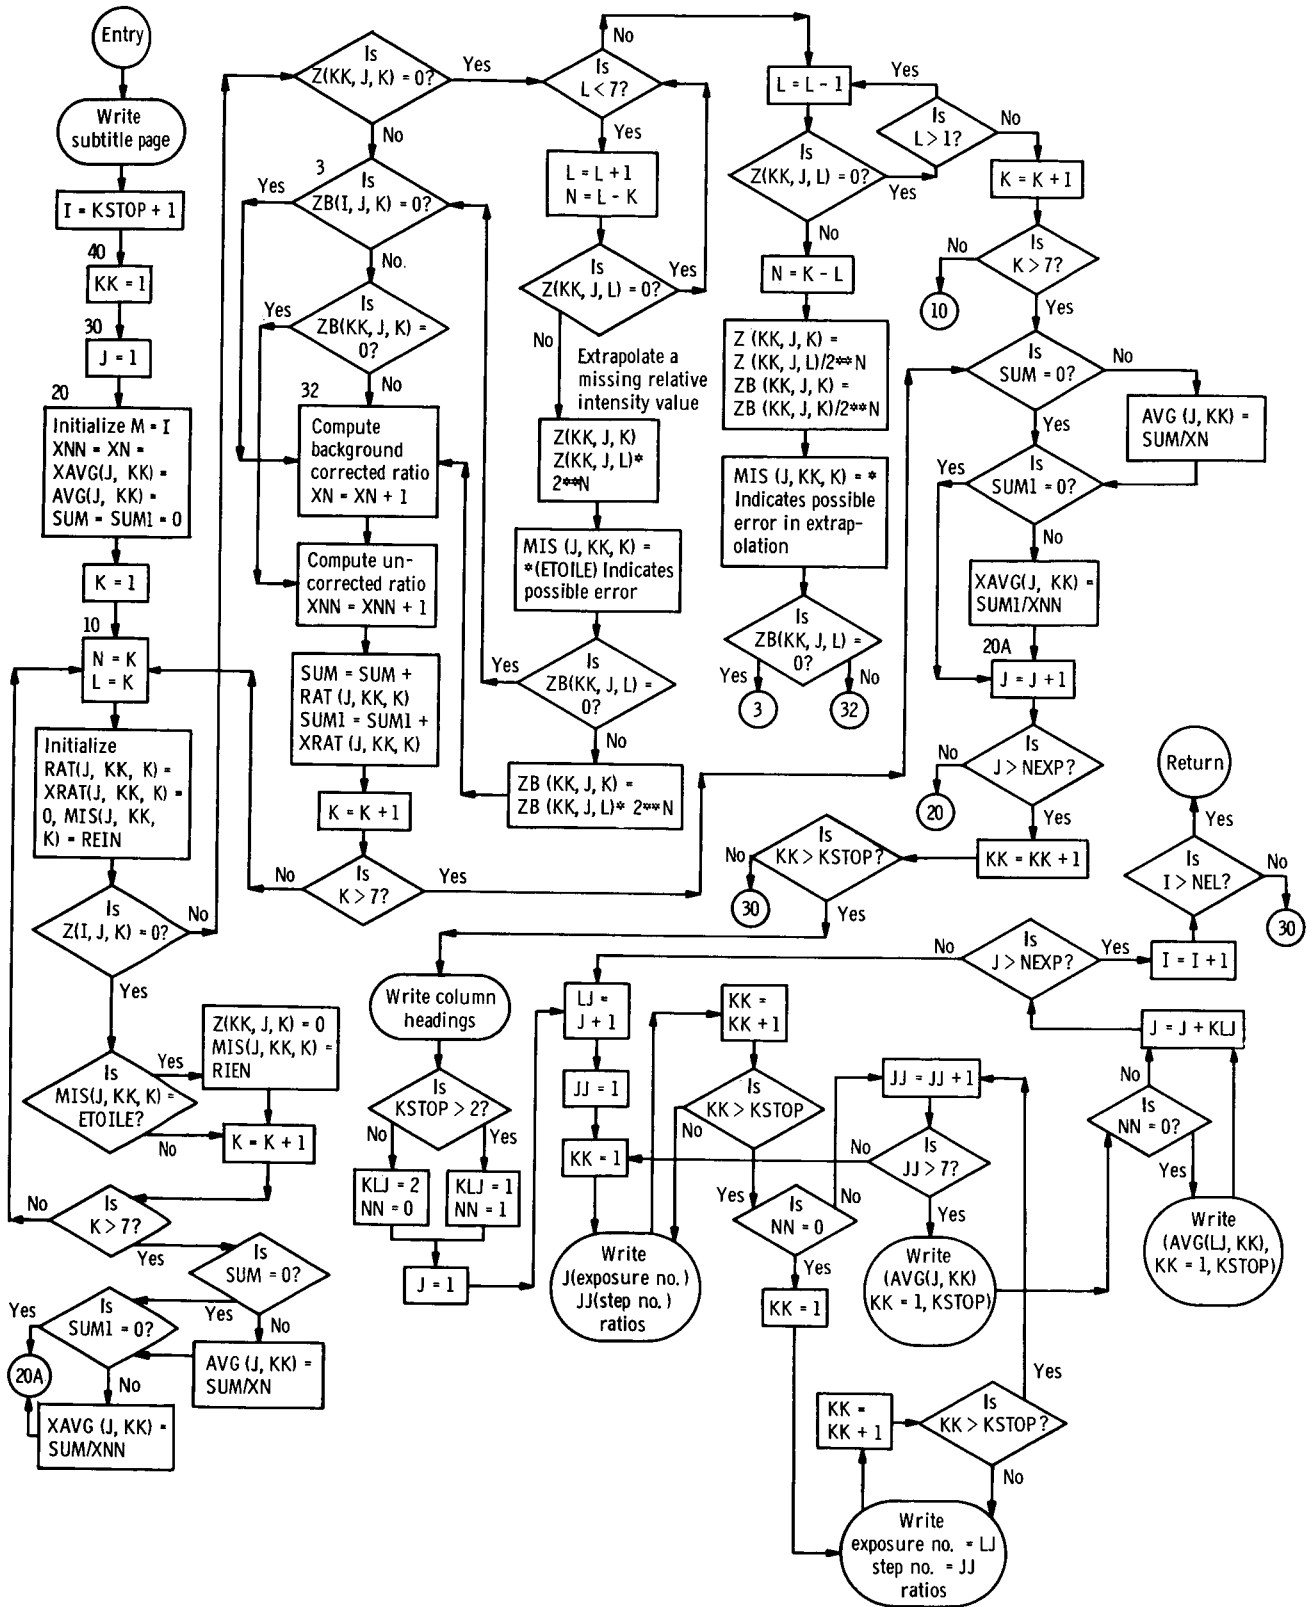 Entry
Write
subtitle page
I = KSTOP + 1
40
KK = 1
30
J = 1
20
Initialize M = I
XNN = XN =
XAVG(J, KK) =
AVG(J, KK) =
SUM = SUM1 = 0
K = 1
10
N = K
L = K
Initialize
RAT(J, KK, K) =
XRAT(J, KK, K) =
0, MIS(J, KK,
K) = REIN
Is
Z(I, J, K) = 0?
No
Yes
Is
MIS(J, KK, K) =
ETOILE?
Yes
No
Z(KK, J, K) = 0
MIS(J, KK, K) =
RIEN
K = K + 1
Is
K > 7?
No
Yes
Is
SUM = 0?
Yes
No
AVG (J, KK) =
SUM/XN
Is
SUM1 = 0?
Yes
No
20A
XAVG (J, KK) =
SUM/XNN
Is
Z(KK, J, K) = 0?
Yes
No
3
Is
ZB(I, J, K) = 0?
Yes
No.
Is
ZB(KK, J, K) =
0?
Yes
No
32
Compute
background
corrected ratio
XN = XN + 1
Compute un-
corrected ratio
XNN = XNN + 1
SUM = SUM +
RAT (J, KK, K)
SUM1 = SUM1 +
XRAT (J, KK, K)
K = K + 1
Is
K > 7?
No
Yes
Is
L < 7?
No
Yes
L = L + 1
N = L - K
Is
Z(KK, J, L) = 0?
Yes
No
Extrapolate a
missing relative
intensity value
Z(KK, J, K)
Z(KK, J, L)*
2**N
MIS (J, KK, K) =
*(ETOILE) Indicates
possible error
Is
ZB(KK, J, L) =
0?
Yes
No
ZB (KK, J, K) =
ZB (KK, J, L)* 2**N
L = L - 1
Is
Z(KK, J, L) = 0?
Yes
No
Is
L > 1?
Yes
No
N = K - L
Z (KK, J, K) =
Z (KK, J, L)/2**N
ZB (KK, J, K) =
ZB (KK, J, K)/2**N
MIS (J, KK, K) = *
Indicates possible
error in extrap-
olation
Is
ZB(KK, J, L) =
0?
Yes
No
3
32
K = K + 1
Is
K > 7?
No
10
Yes
Is
SUM = 0?
No
Yes
AVG (J, KK) =
SUM/XN
Is
SUM1 = 0?
Yes
No
XAVG(J, KK) =
SUM1/XNN
20A
J = J + 1
Is
J > NEXP?
No
20
Yes
KK = KK + 1
Is
KK > KSTOP?
No
30
Yes
Write column
headings
Is
KSTOP > 2?
No
Yes
KLJ = 2
NN = 0
KLJ = 1
NN = 1
J = 1
LJ =
J + 1
JJ = 1
KK = 1
Write
J(exposure no.)
JJ(step no.)
ratios
KK =
KK + 1
Is
KK > KSTOP
No
Yes
Is
NN = 0
No
Yes
KK = 1
JJ = JJ + 1
Is
JJ > 7?
No
Yes
Write
(AVG(J, KK)
KK = 1, KSTOP)
KK =
KK + 1
Is
KK > KSTOP?
Yes
No
Write
exposure no. = LJ
step no. = JJ
ratios
Is
NN = 0?
No
Yes
Write
(AVG(LJ, KK),
KK = 1, KSTOP)
J = J + KLJ
Is
J > NEXP?
No
Yes
I = I + 1
Is
I > NEL?
Yes
No
Return
30